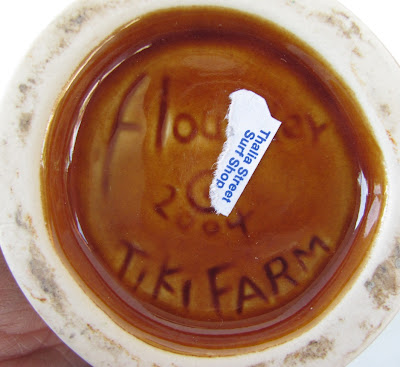 ©
2004
TIKI FARM
Thalia Street
Surf Shop